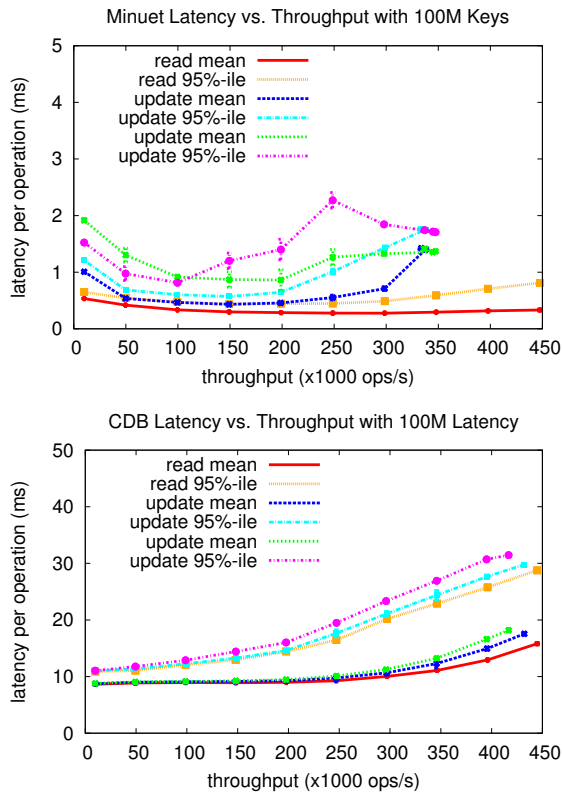 Minuet Latency vs. Throughput with 100M Keys
5
4
3
2
1
0
latency per operation (ms)
read mean
read 95%-ile
update mean
update 95%-ile
update mean
update 95%-ile
0 50 100 150 200 250 300 350 400 450
throughput (x1000 ops/s)
CDB Latency vs. Throughput with 100M Latency
50
40
30
20
10
0
latency per operation (ms)
read mean
read 95%-ile
update mean
update 95%-ile
update mean
update 95%-ile
0 50 100 150 200 250 300 350 400 450
throughput (x1000 ops/s)